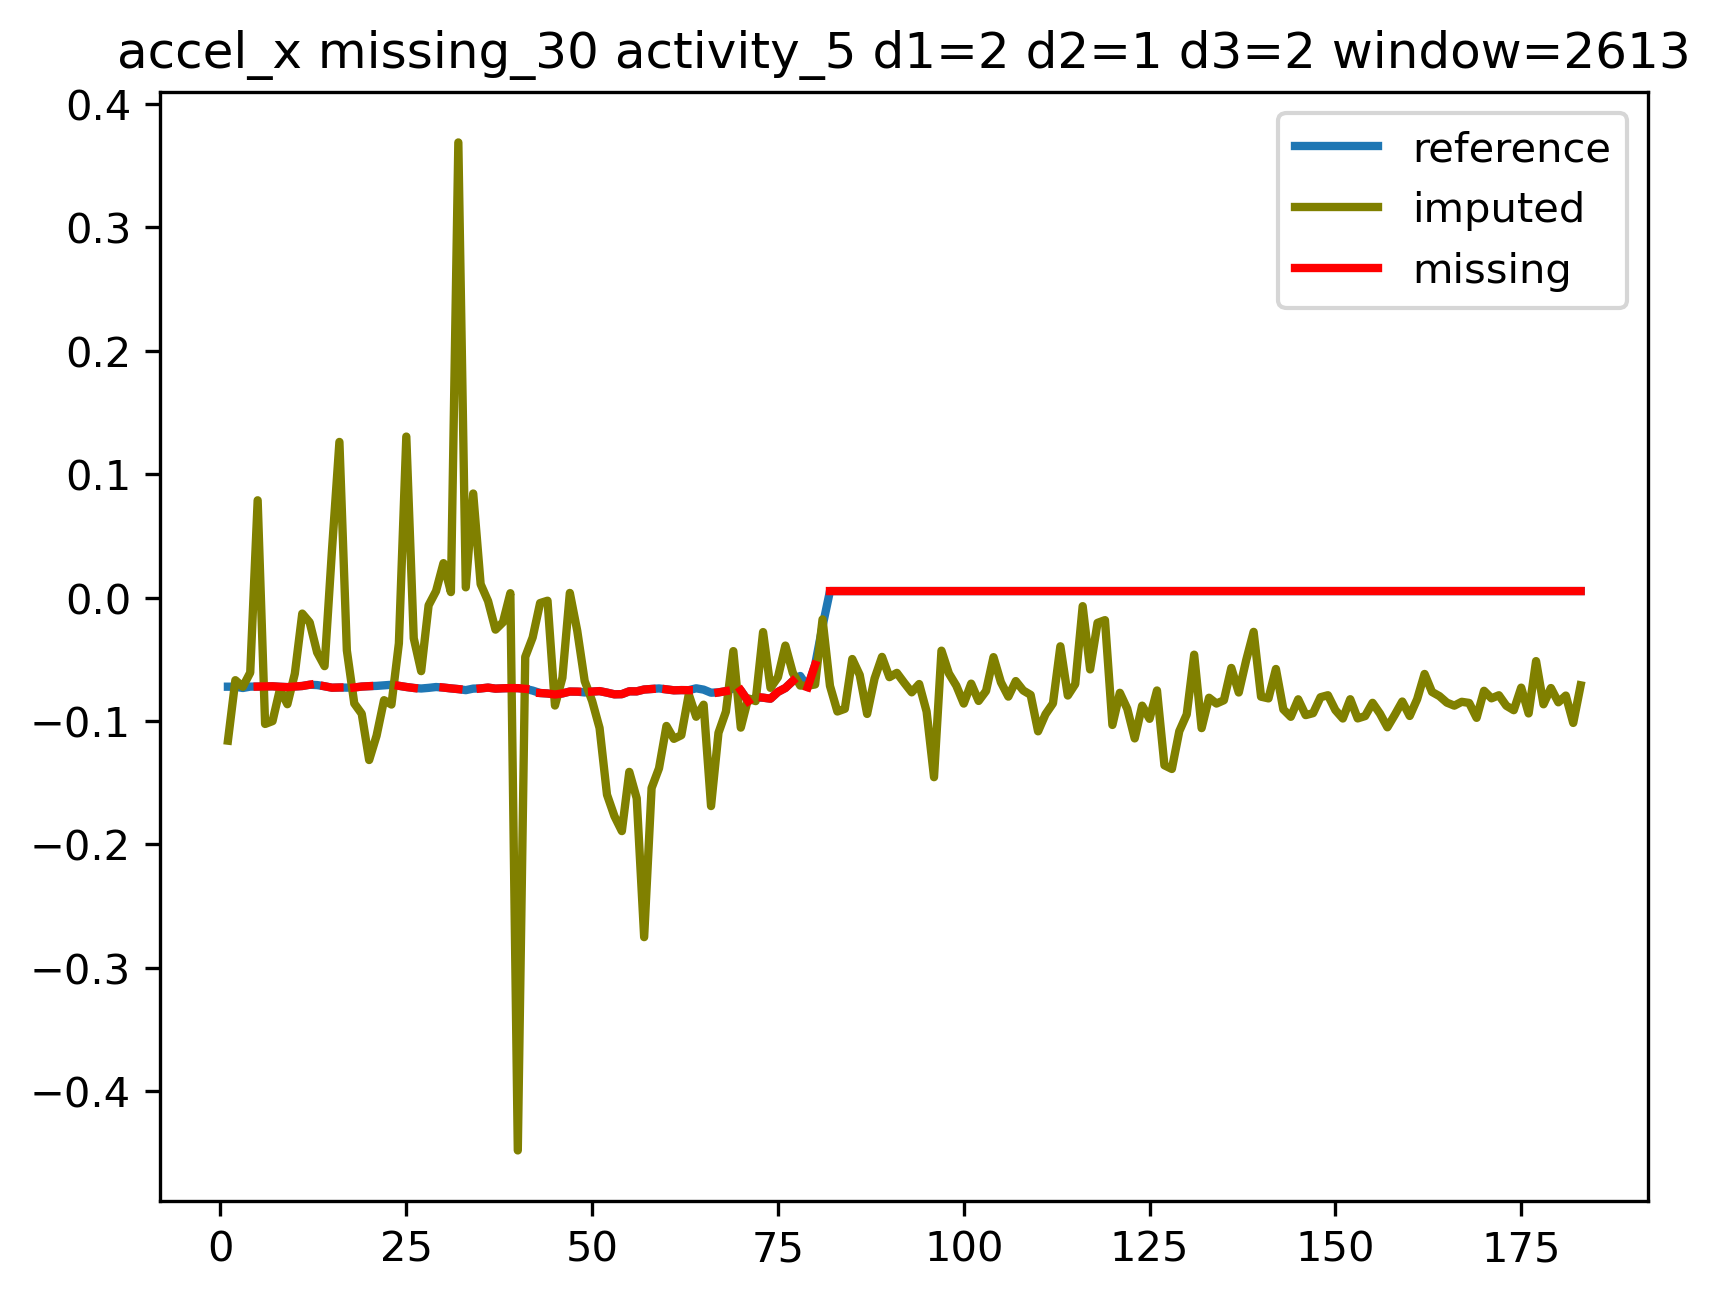 accel_x missing_30 activity_5 d1=2 d2=1 d3=2 window=2613
0.4
0.3
0.2
0.1
0.0
−0.1
−0.2
−0.3
−0.4
reference
imputed
missing
0 25 50 75 100 125 150 175